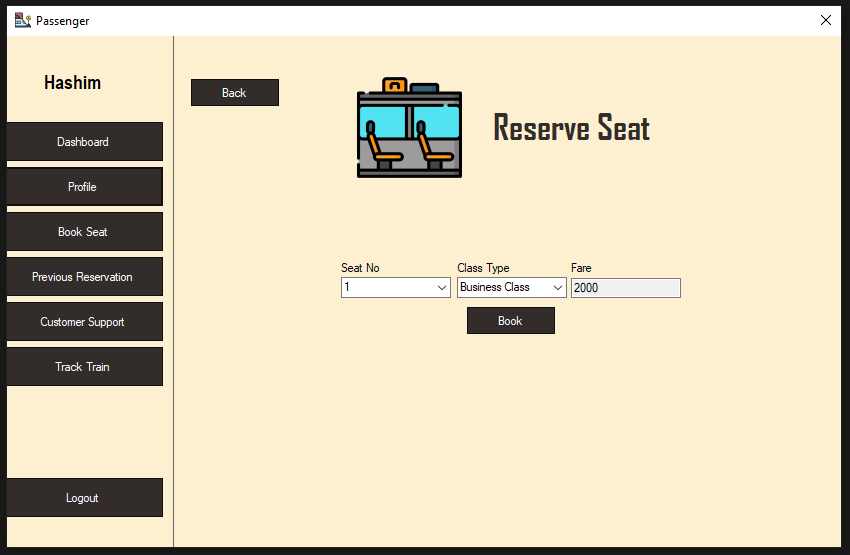 Passenger
Hashim
Dashboard
Profile
Book Seat
Previous Reservation
Customer Support
Track Train
Logout
Back
Reserve Seat
Seat No Class Type Fare
1 Business Class 2000
Book